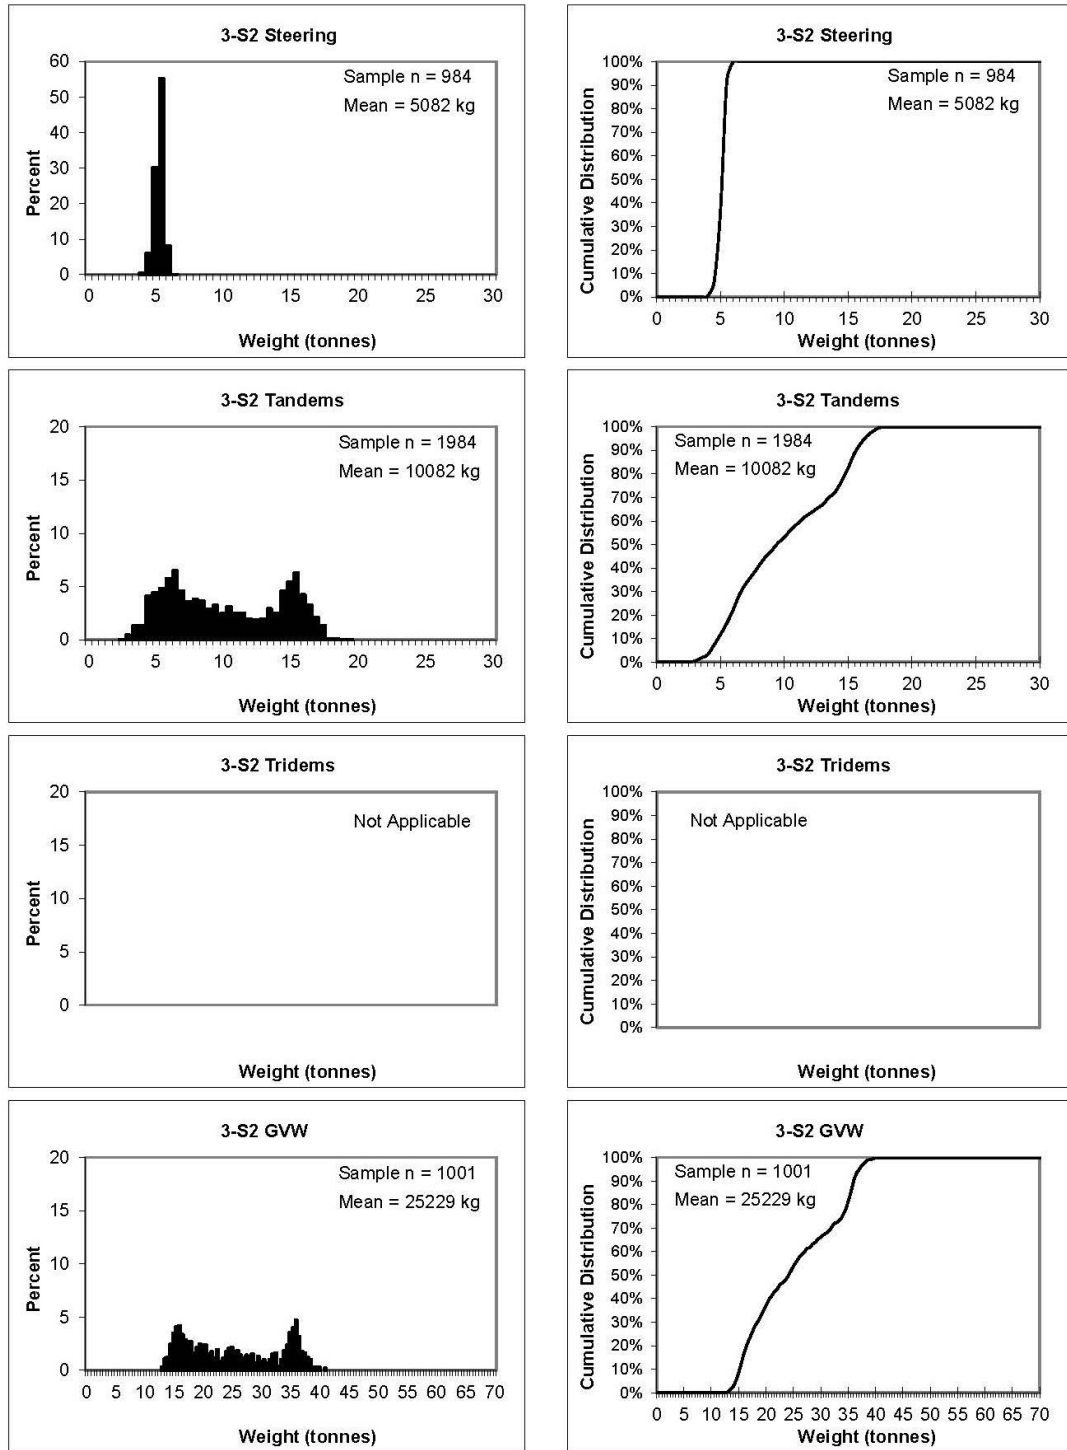 3-S2 Steering
60
50
40
30
20
10
0
Percent
Sample n = 984
Mean = 5082 kg
0 5 10 15 20 25 30
Weight (tonnes)
3-S2 Steering
100%
90%
80%
70%
60%
50%
40%
30%
20%
10%
0%
Cumulative Distribution
Sample n = 984
Mean = 5082 kg
0 5 10 15 20 25 30
Weight (tonnes)
3-S2 Tandems
20
15
10
5
0
Percent
Sample n = 1984
Mean = 10082 kg
0 5 10 15 20 25 30
Weight (tonnes)
3-S2 Tandems
100%
90%
80%
70%
60%
50%
40%
30%
20%
10%
0%
Cumulative Distribution
Sample n = 1984
Mean = 10082 kg
0 5 10 15 20 25 30
Weight (tonnes)
3-S2 Tridems
20
15
10
5
0
Percent
Not Applicable
Weight (tonnes)
3-S2 Tridems
100%
90%
80%
70%
60%
50%
40%
30%
20%
10%
0%
Cumulative Distribution
Not Applicable
Weight (tonnes)
3-S2 GVW
20
15
10
5
0
Percent
Sample n = 1001
Mean = 25229 kg
0 5 10 15 20 25 30 35 40 45 50 55 60 65 70
Weight (tonnes)
3-S2 GVW
100%
90%
80%
70%
60%
50%
40%
30%
20%
10%
0%
Cumulative Distribution
Sample n = 1001
Mean = 25229 kg
0 5 10 15 20 25 30 35 40 45 50 55 60 65 70
Weight (tonnes)